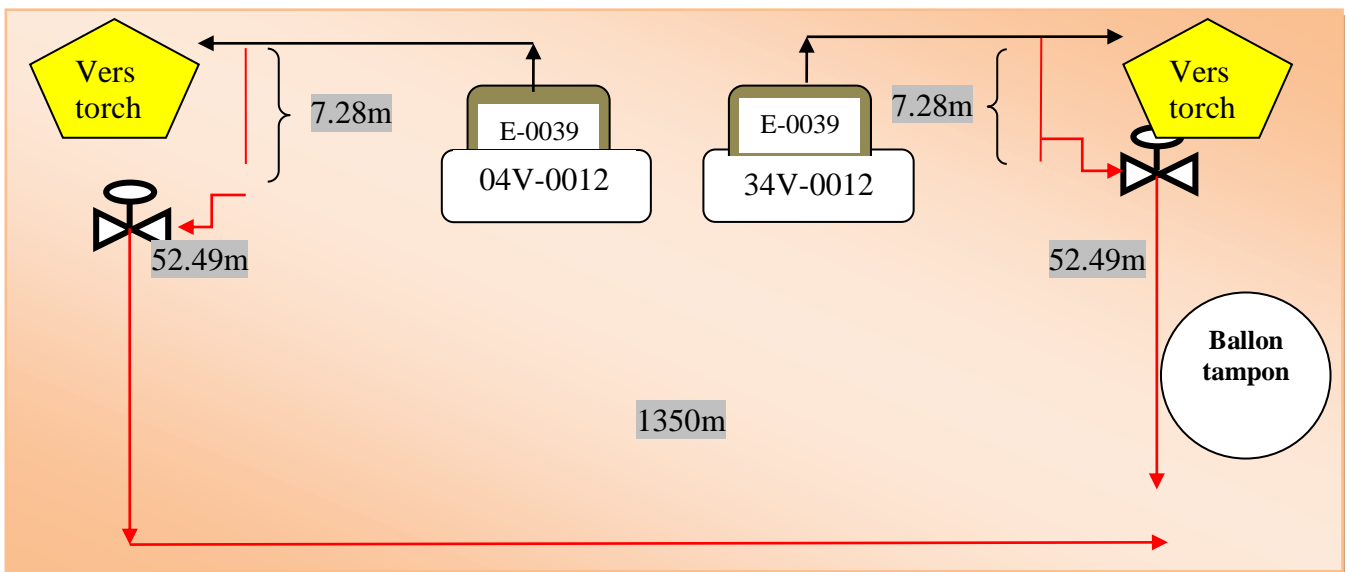 Vers
torch
7.28m
E-0039
04V-0012
E-0039
34V-0012
7.28m
Vers
torch
52.49m
52.49m
Ballon
tampon
1350m